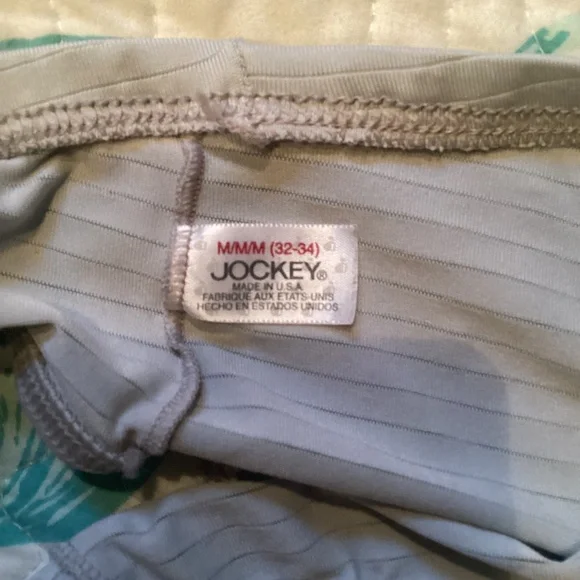 M/M/M (32-34)
JOCKEY®
MADE IN U.S.A.
FABRIQUE AUX ETATS-UNIS
HECHO EN ESTADOS UNIDOS